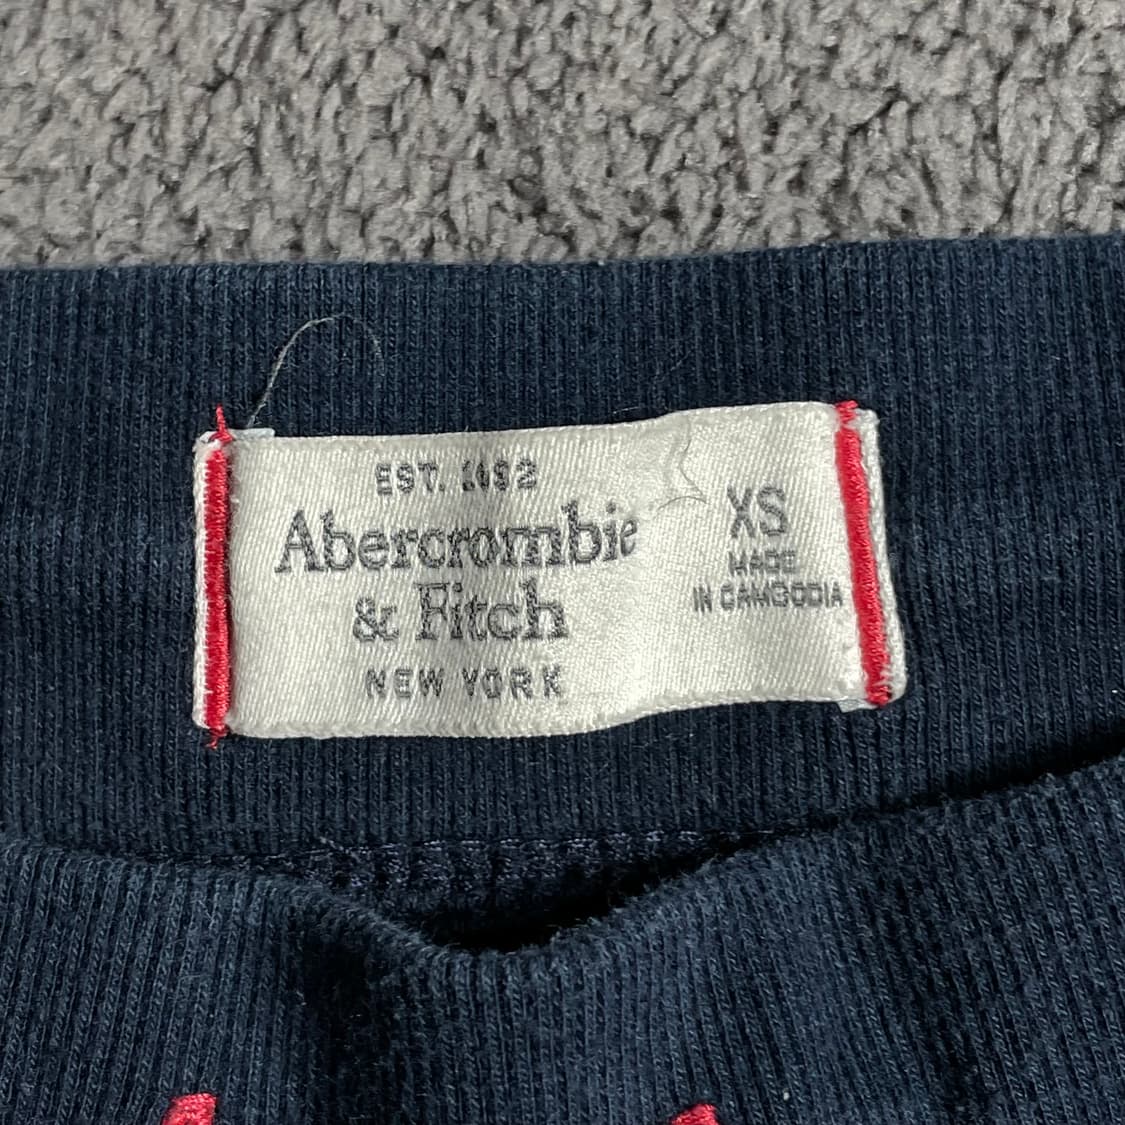 EST. 1892
Abercrombie
& Fitch
NEW YORK
XS
MADE
IN CAMBODIA